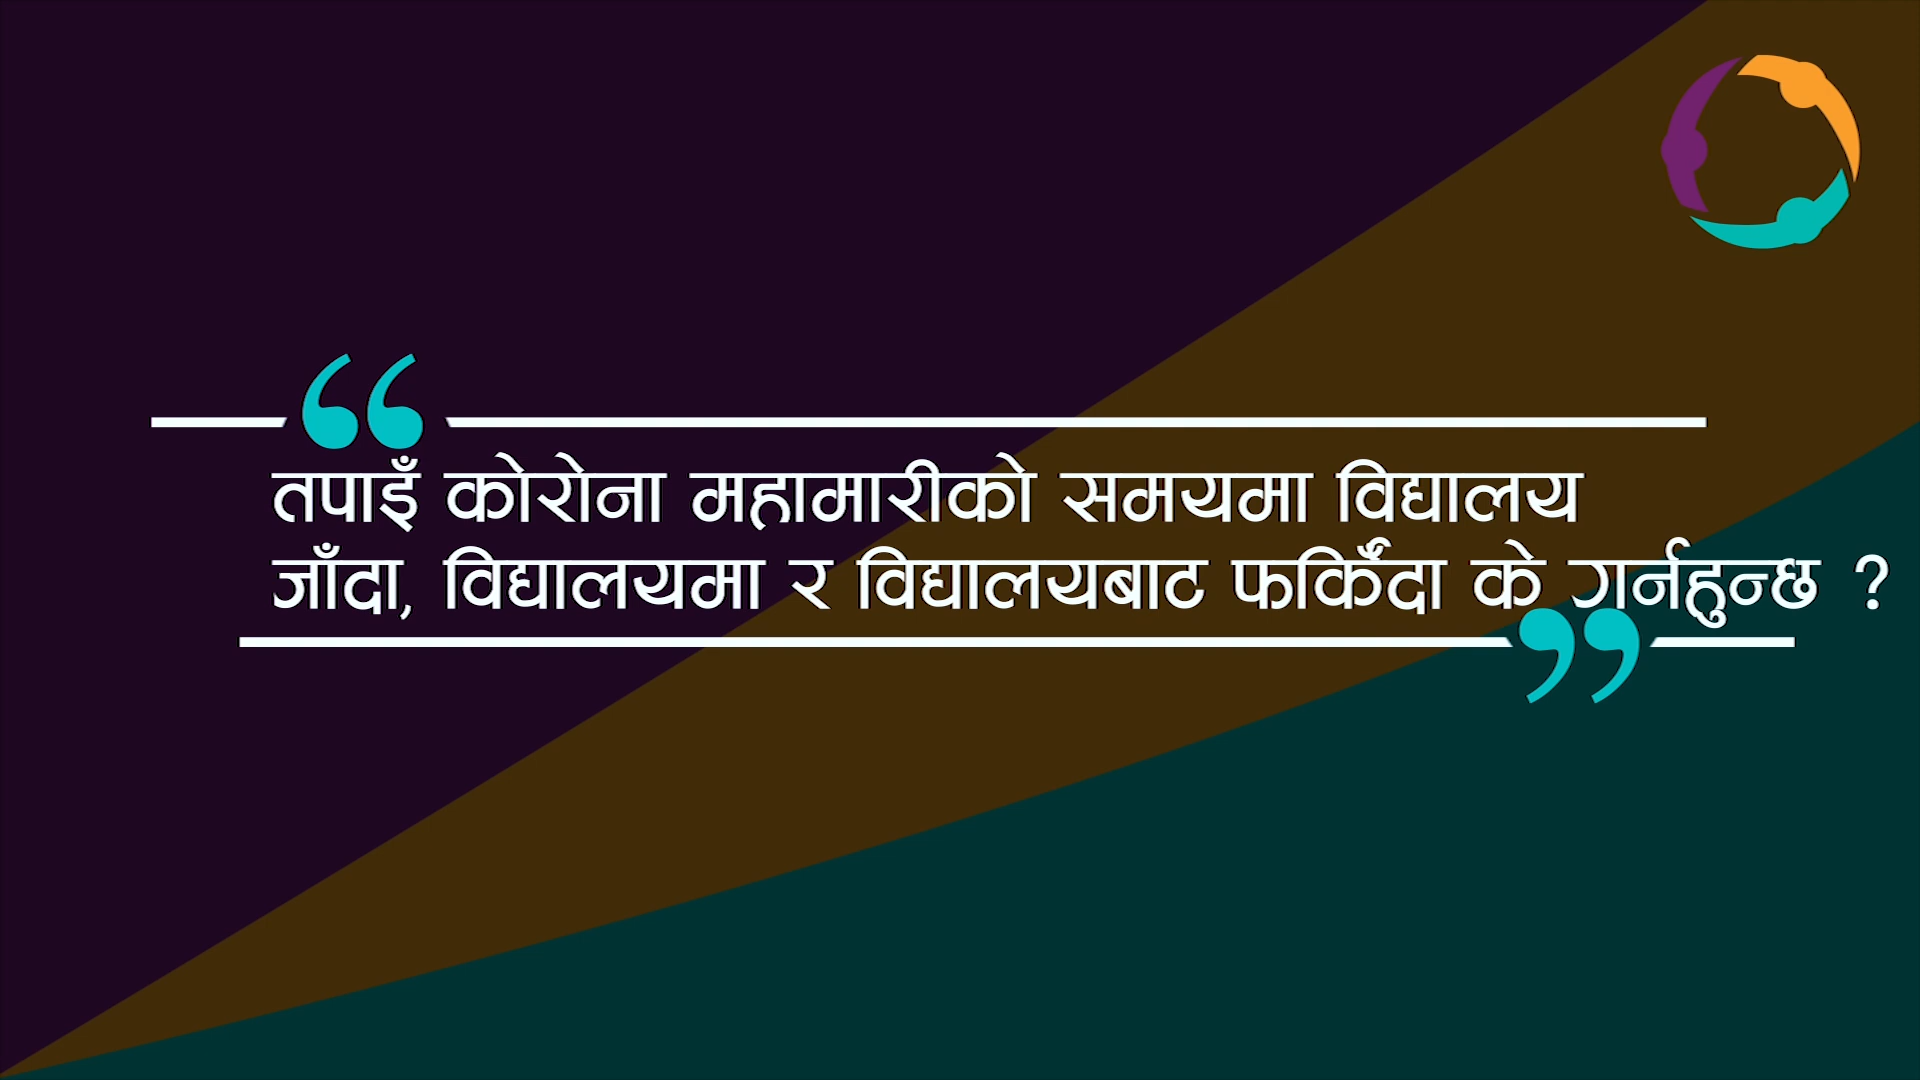 “
तपाइँ कोरोना महामारीको समयमा विद्यालय
जाँदा, विद्यालयमा र विद्यालयबाट फर्किँदा के गर्नहुन्छ ?
”